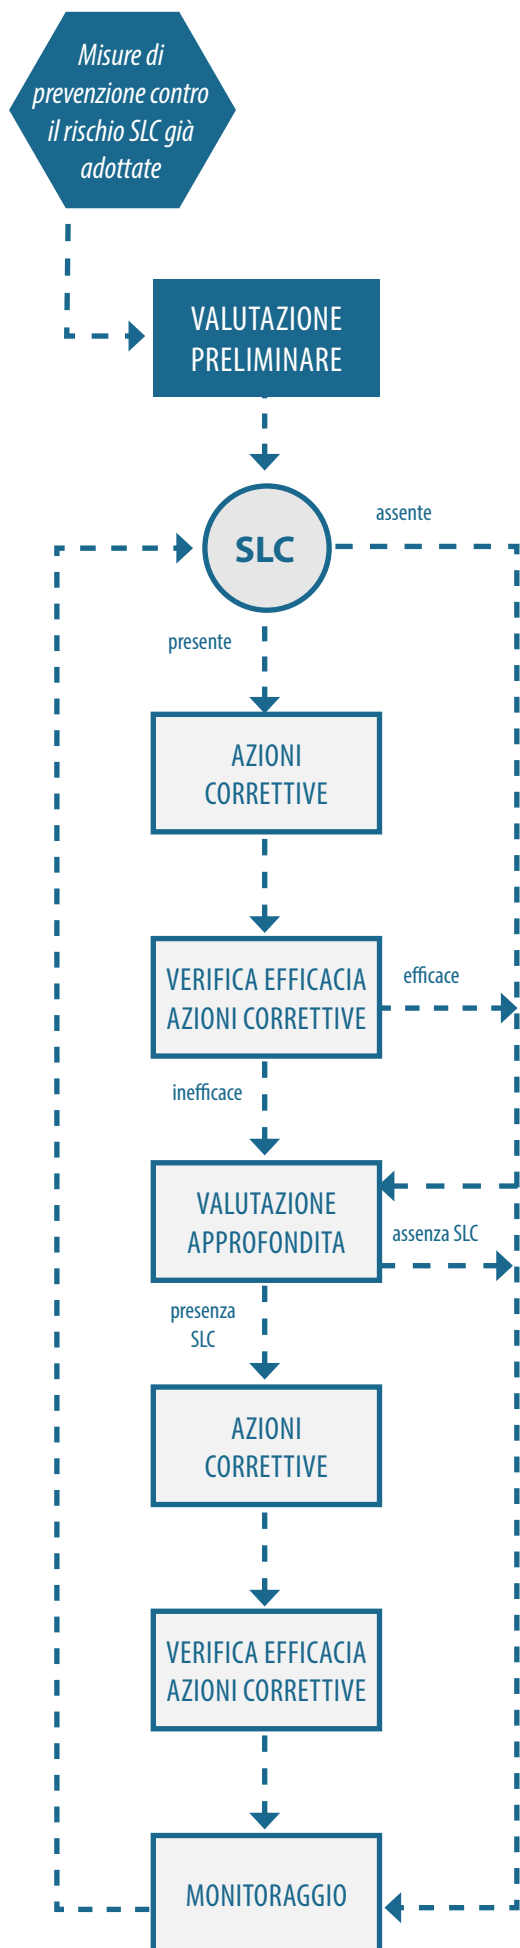 Misure di
prevenzione contro
il rischio SLC già
adottate
VALUTAZIONE
PRELIMINARE
assente
SLC
presente
AZIONI
CORRETTIVE
VERIFICA EFFICACIA
AZIONI CORRETTIVE
efficace
inefficace
VALUTAZIONE
APPROFONDITA
assenza SLC
presenza
SLC
AZIONI
CORRETTIVE
VERIFICA EFFICACIA
AZIONI CORRETTIVE
MONITORAGGIO